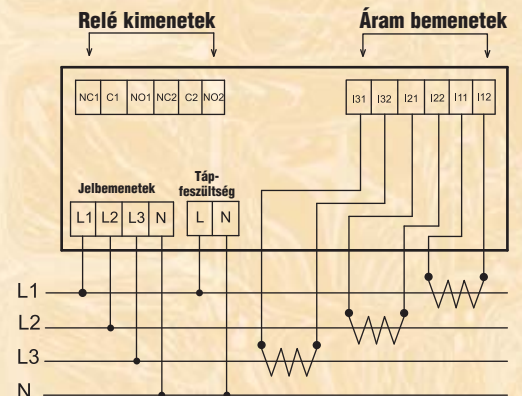 Relé kimenetek Áram bemenetek
NC1 C1 NO1 NC2 C2 NO2 I31 I32 I21 I22 I11 I12
Jelbemenetek
Táp-
feszültség
L1 L2 L3 N L N
L1
L2
L3
N